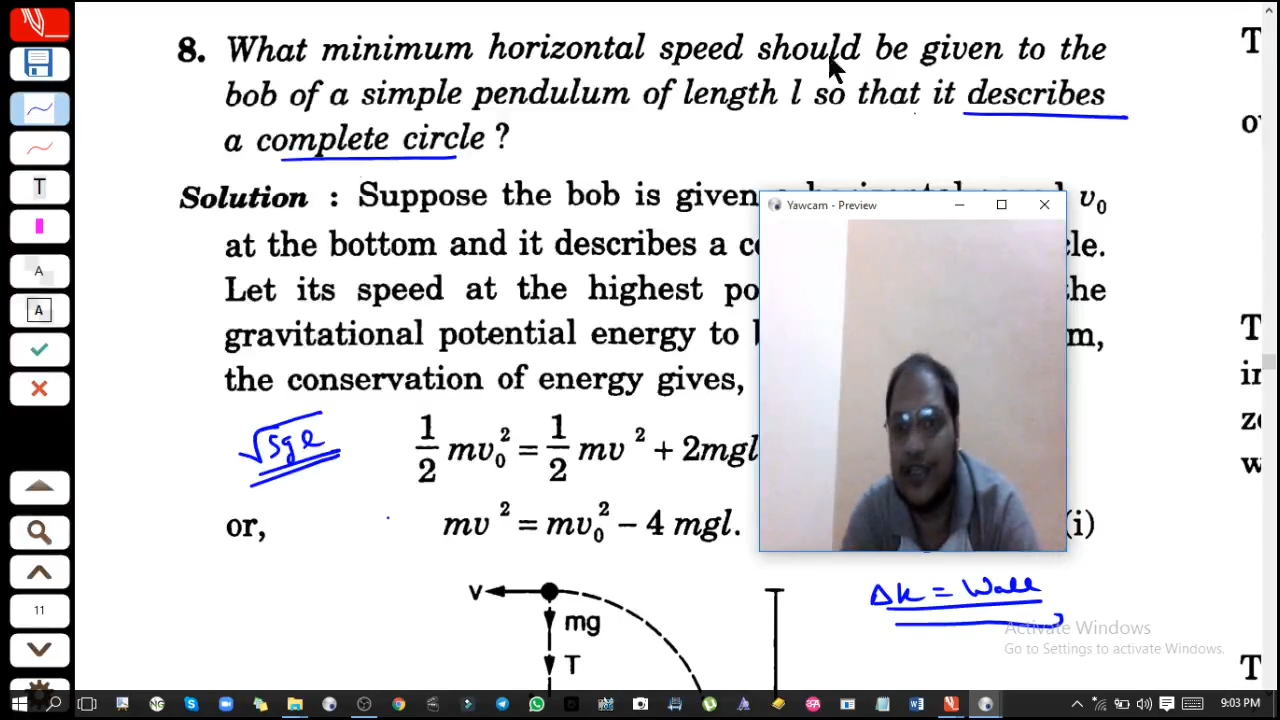 8. What minimum horizontal speed should be given to the
bob of a simple pendulum of length l so that it describes
a complete circle ?
Solution : Suppose the bob is given v₀
at the bottom and it describes a cle.
Let its speed at the highest po the
gravitational potential energy to m,
the conservation of energy gives,
√5gl
1/2 mv₀² = 1/2 mv² + 2mgl
or, mv² = mv₀² – 4 mgl. (i)
v
mg
T
Δk = Wall
Yawcam - Preview
Activate Windows
Go to Settings to activate Windows.
T
A
A
11
T
T
in
w
T
9:03 PM